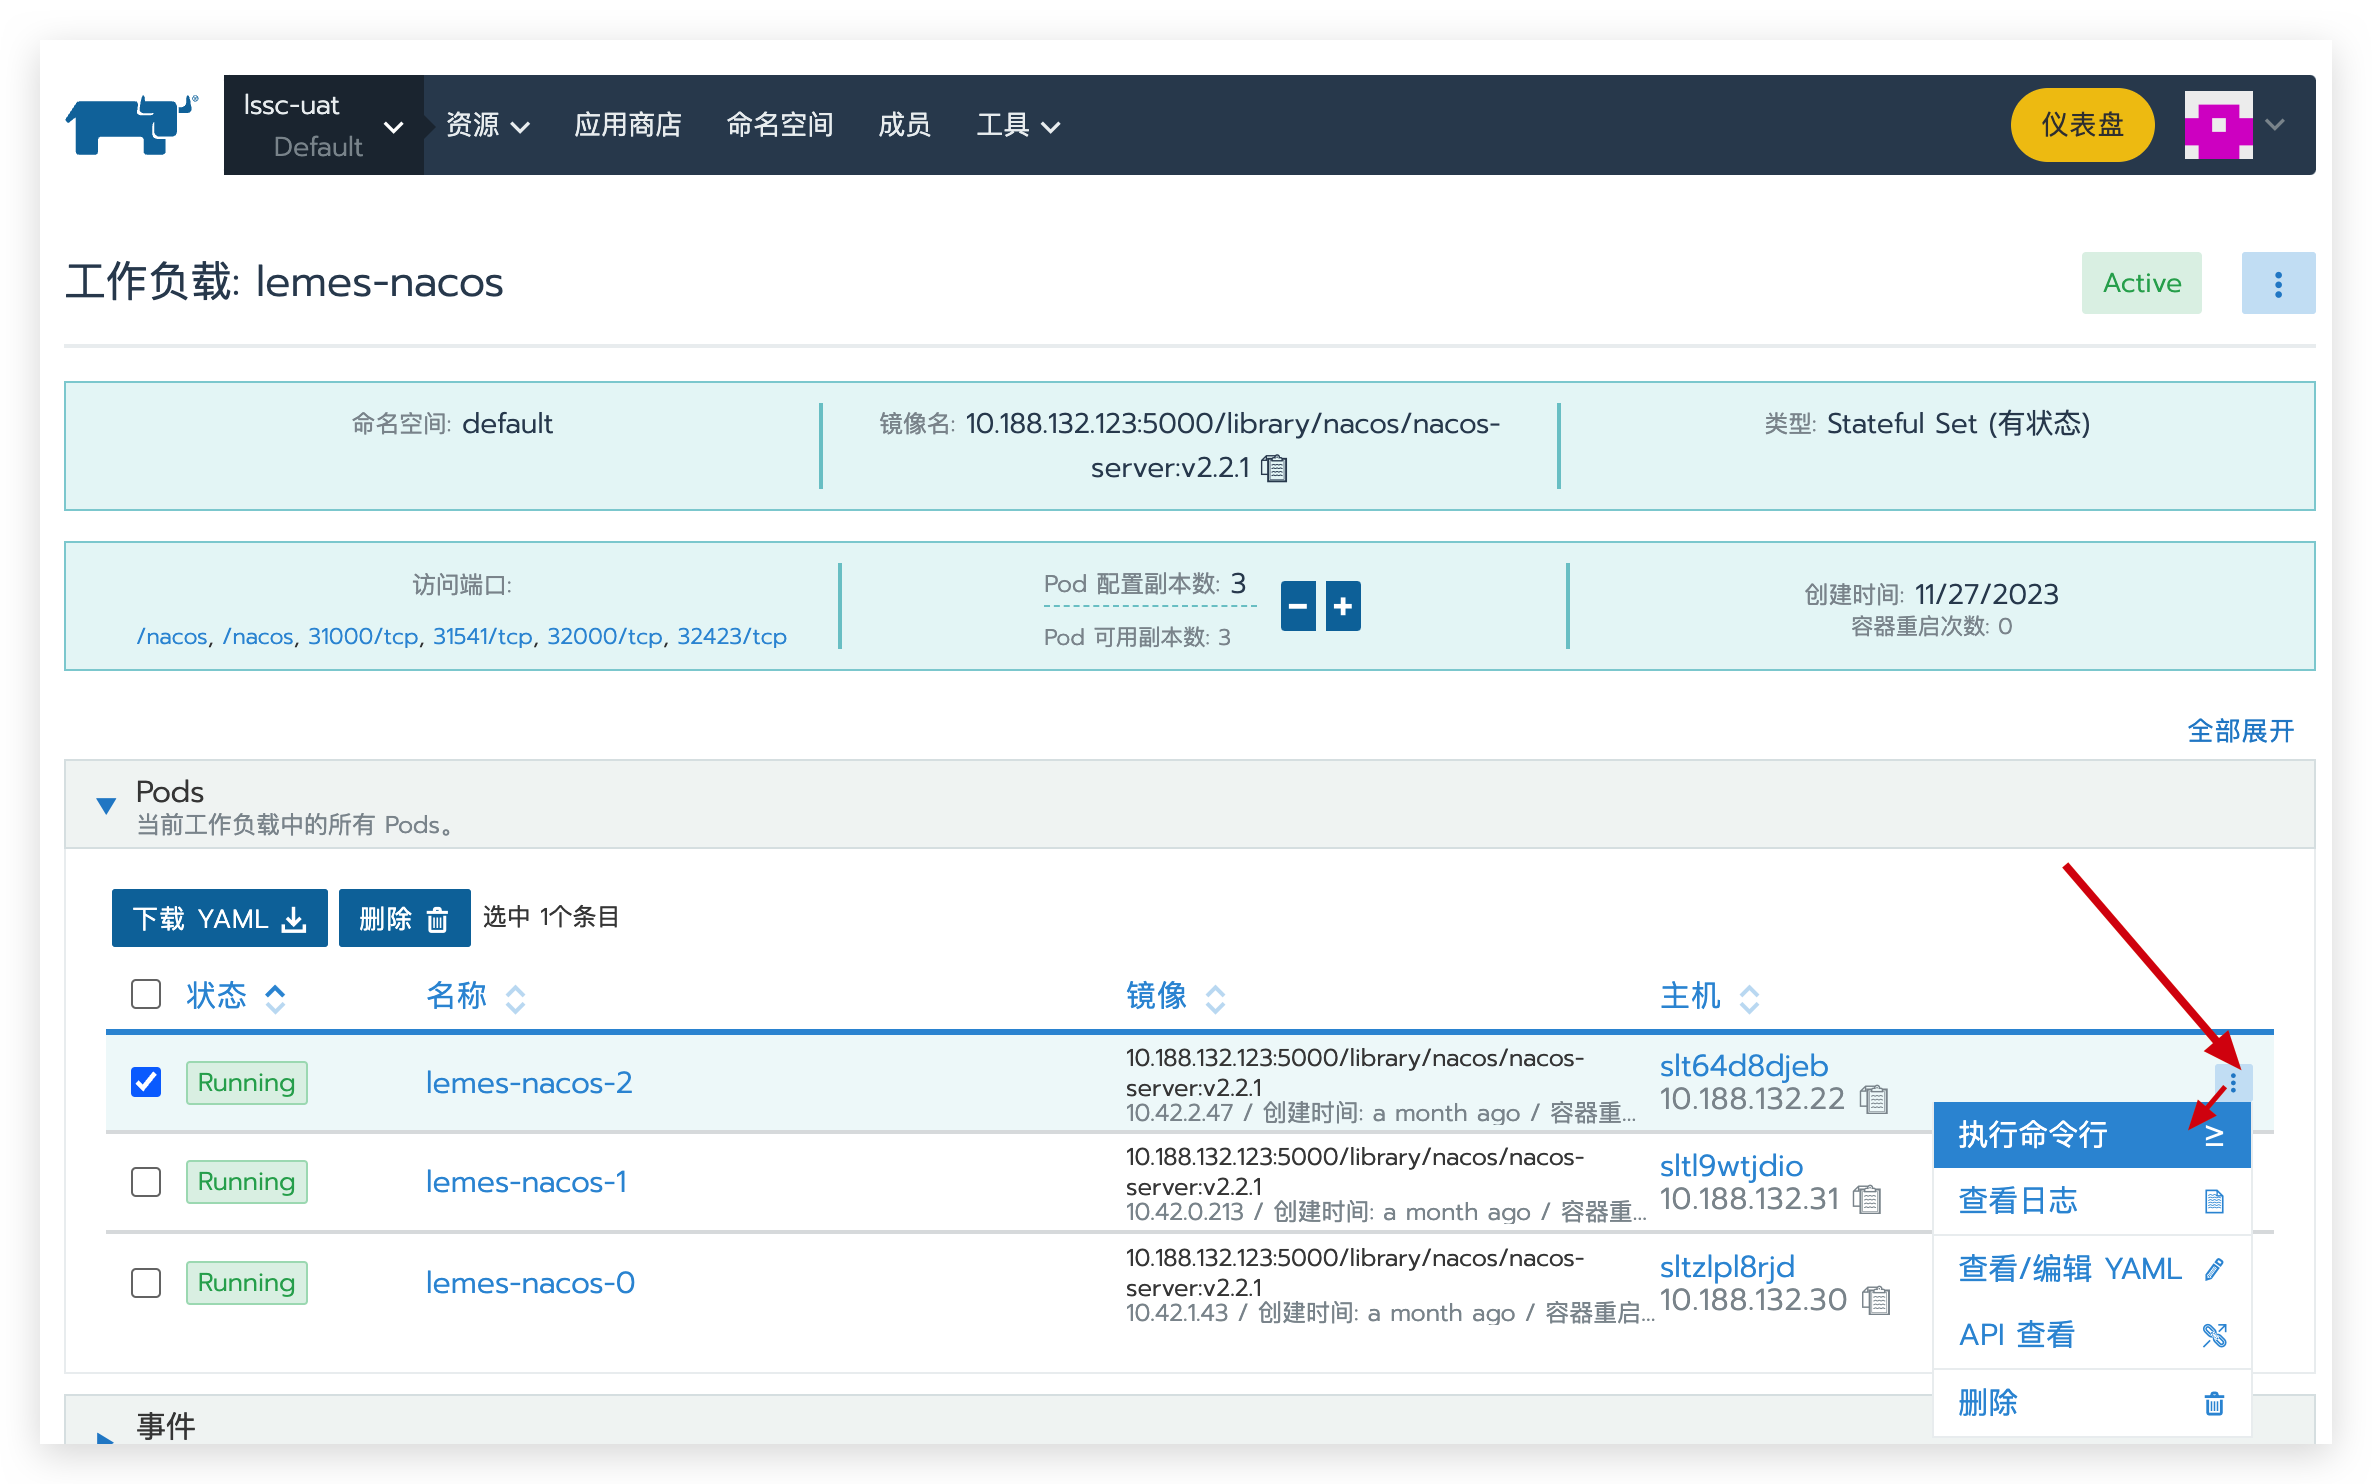 lssc-uat
Default
资源
应用商店
命名空间
成员
工具
仪表盘
工作负载: lemes-nacos
Active
命名空间: default
镜像名: 10.188.132.123:5000/library/nacos/nacos-
server:v2.2.1
类型: Stateful Set (有状态)
访问端口:
/nacos, /nacos, 31000/tcp, 31541/tcp, 32000/tcp, 32423/tcp
Pod 配置副本数: 3
Pod 可用副本数: 3
创建时间: 11/27/2023
容器重启次数: 0
全部展开
Pods
当前工作负载中的所有 Pods。
下载 YAML
删除
选中 1个条目
状态
名称
镜像
主机
Running
lemes-nacos-2
10.188.132.123:5000/library/nacos/nacos-
server:v2.2.1
10.42.2.47 / 创建时间: a month ago / 容器重...
slt64d8djeb
10.188.132.22
Running
lemes-nacos-1
10.188.132.123:5000/library/nacos/nacos-
server:v2.2.1
10.42.0.213 / 创建时间: a month ago / 容器重...
sltl9wtjdio
10.188.132.31
Running
lemes-nacos-0
10.188.132.123:5000/library/nacos/nacos-
server:v2.2.1
10.42.1.43 / 创建时间: a month ago / 容器重启...
sltzlpl8rjd
10.188.132.30
执行命令行
查看日志
查看/编辑 YAML
API 查看
删除
事件